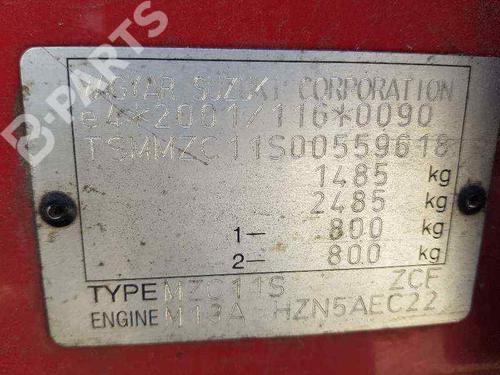 MAGYAR SUZUKI CORPORATION
e4*2001/116*0090
TSMMZC11S00559618
1485 kg
2485 kg
1– 800 kg
2– 800 kg
TYPE MZC11S ZCF
ENGINE M13A HZN5AEC22